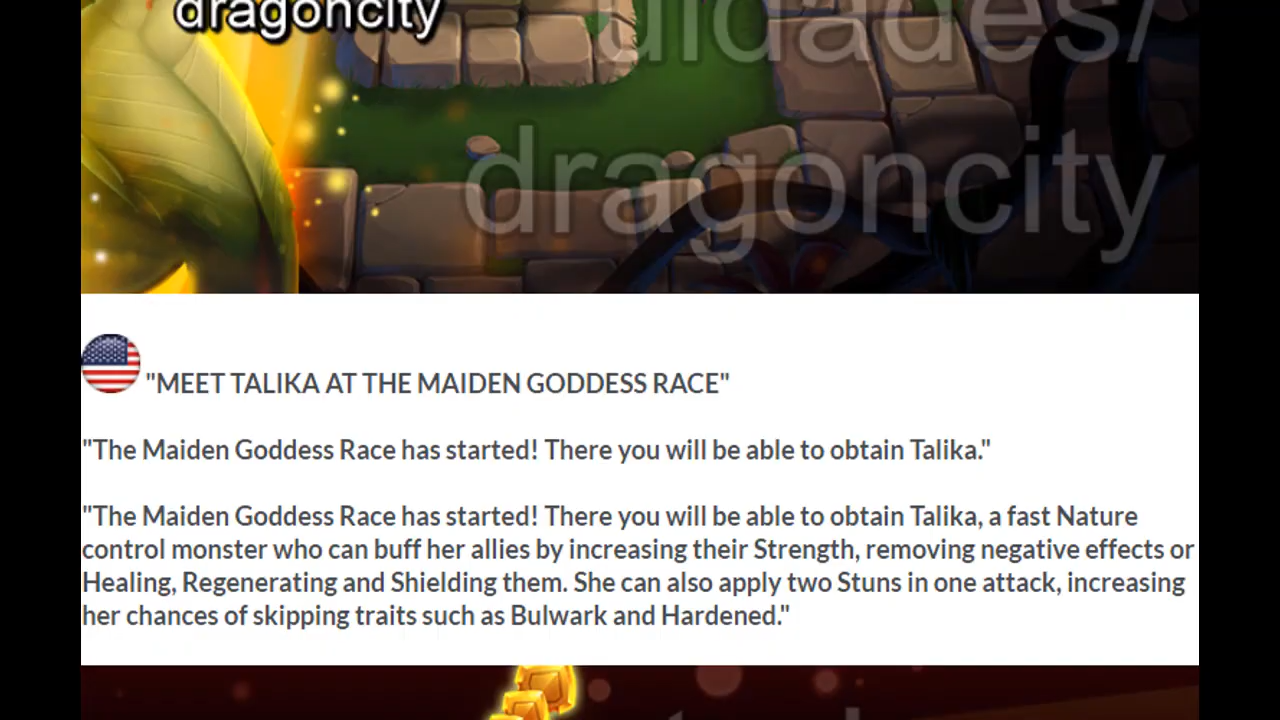 dragoncity
uidades/
dragoncity
"MEET TALIKA AT THE MAIDEN GODDESS RACE"
"The Maiden Goddess Race has started! There you will be able to obtain Talika."
"The Maiden Goddess Race has started! There you will be able to obtain Talika, a fast Nature
control monster who can buff her allies by increasing their Strength, removing negative effects or
Healing, Regenerating and Shielding them. She can also apply two Stuns in one attack, increasing
her chances of skipping traits such as Bulwark and Hardened."